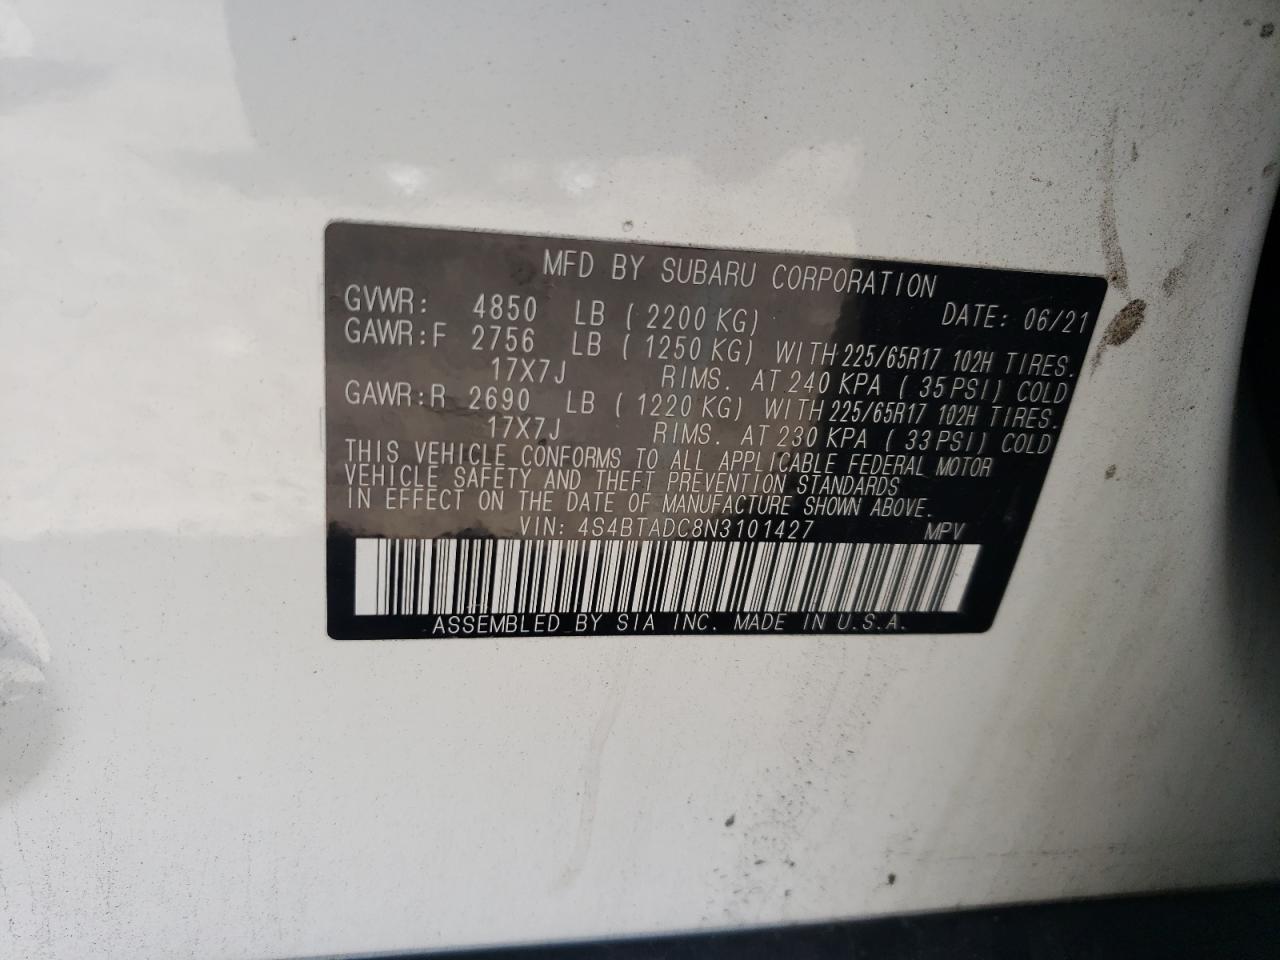 MFD BY SUBARU CORPORATION
GVWR: 4850 LB (2200 KG) DATE: 06/21
GAWR:F 2756 LB (1250 KG) WITH 225/65R17 102H TIRES.
17X7J RIMS. AT 240 KPA (35 PSI) COLD
GAWR:R 2690 LB (1220 KG) WITH 225/65R17 102H TIRES.
17X7J RIMS. AT 230 KPA (33 PSI) COLD
THIS VEHICLE CONFORMS TO ALL APPLICABLE FEDERAL MOTOR
VEHICLE SAFETY AND THEFT PREVENTION STANDARDS
IN EFFECT ON THE DATE OF MANUFACTURE SHOWN ABOVE.
VIN: 4S4BTADC8N3101427 MPV
ASSEMBLED BY SIA INC. MADE IN U.S.A.